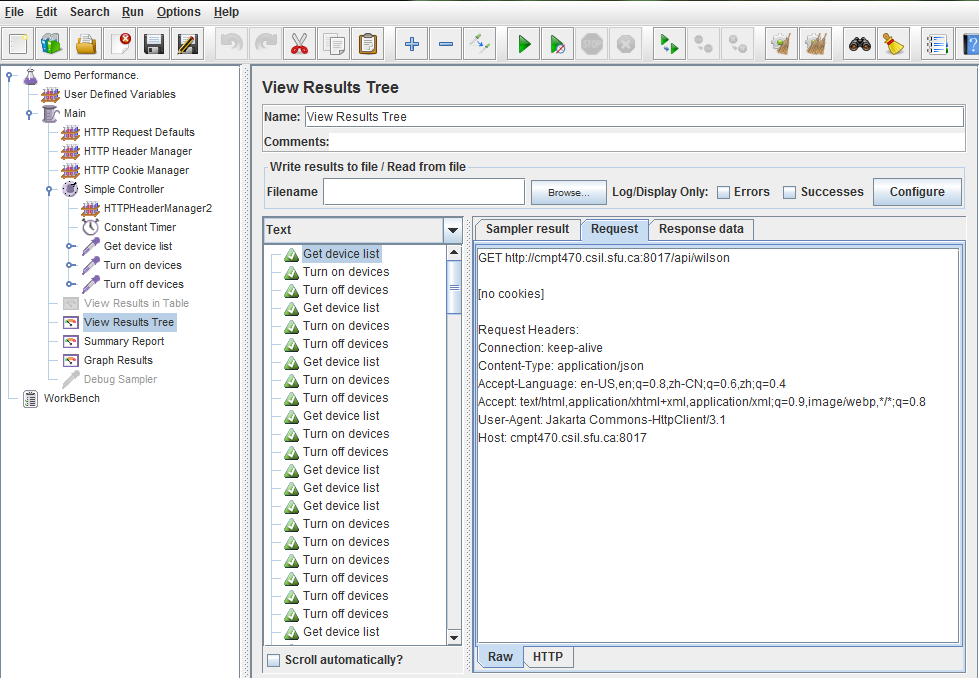 File Edit Search Run Options Help
STOP
?
Demo Performance.
User Defined Variables
Main
HTTP Request Defaults
HTTP Header Manager
HTTP Cookie Manager
Simple Controller
HTTPHeaderManager2
Constant Timer
Get device list
Turn on devices
Turn off devices
View Results in Table
View Results Tree
Summary Report
Graph Results
Debug Sampler
WorkBench
View Results Tree
Name: View Results Tree
Comments:
Write results to file / Read from file
Filename Browse... Log/Display Only: Errors Successes Configure
Text
Get device list
Turn on devices
Turn off devices
Get device list
Turn on devices
Turn off devices
Get device list
Turn on devices
Turn off devices
Get device list
Turn on devices
Turn off devices
Get device list
Get device list
Get device list
Turn on devices
Turn on devices
Turn on devices
Turn off devices
Turn off devices
Turn off devices
Get device list
Scroll automatically?
Sampler result Request Response data
GET http://cmpt470.csil.sfu.ca:8017/api/wilson
[no cookies]
Request Headers:
Connection: keep-alive
Content-Type: application/json
Accept-Language: en-US,en;q=0.8,zh-CN;q=0.6,zh;q=0.4
Accept: text/html,application/xhtml+xml,application/xml;q=0.9,image/webp,*/*;q=0.8
User-Agent: Jakarta Commons-HttpClient/3.1
Host: cmpt470.csil.sfu.ca:8017
Raw HTTP